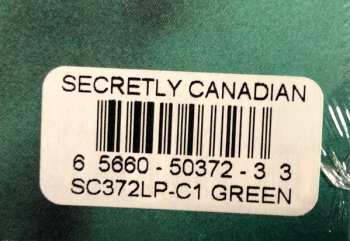 SECRETLY CANADIAN
6 5660 - 50372 - 3 3
SC372LP-C1 GREEN